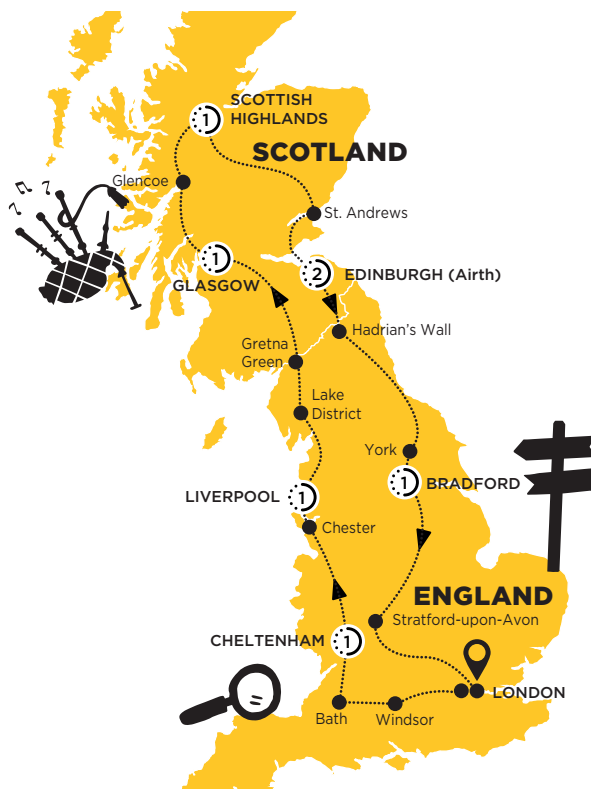 SCOTTISH
HIGHLANDS
1
SCOTLAND
Glencoe
St. Andrews
1
GLASGOW
2
EDINBURGH (Airth)
Hadrian's Wall
Gretna
Green
Lake
District
York
1
BRADFORD
LIVERPOOL
1
Chester
ENGLAND
Stratford-upon-Avon
CHELTENHAM
1
LONDON
Bath
Windsor